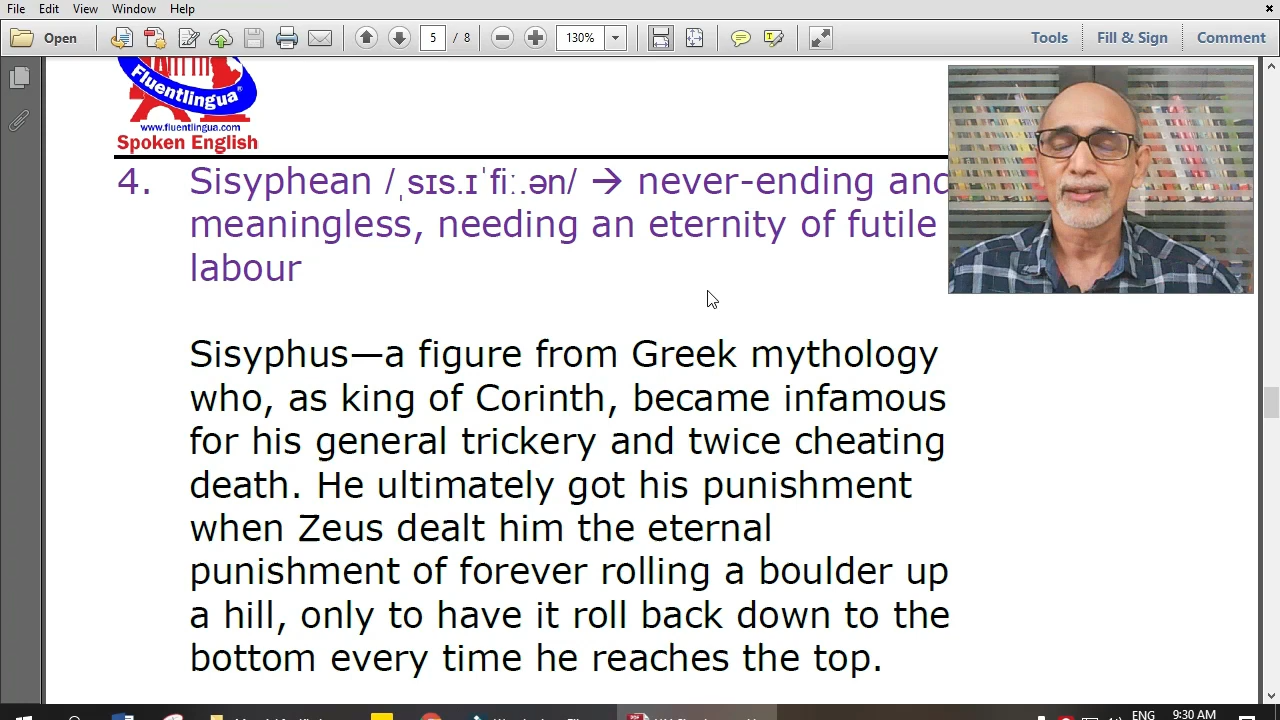 File Edit View Window Help
Open
5 / 8
130%
Tools Fill & Sign Comment
Fluentlingua®
www.fluentlingua.com
Spoken English
4. Sisyphean /ˌsɪs.ɪˈfiː.ən/ → never-ending and
meaningless, needing an eternity of futile
labour
Sisyphus—a figure from Greek mythology
who, as king of Corinth, became infamous
for his general trickery and twice cheating
death. He ultimately got his punishment
when Zeus dealt him the eternal
punishment of forever rolling a boulder up
a hill, only to have it roll back down to the
bottom every time he reaches the top.
ENG
9:30 AM